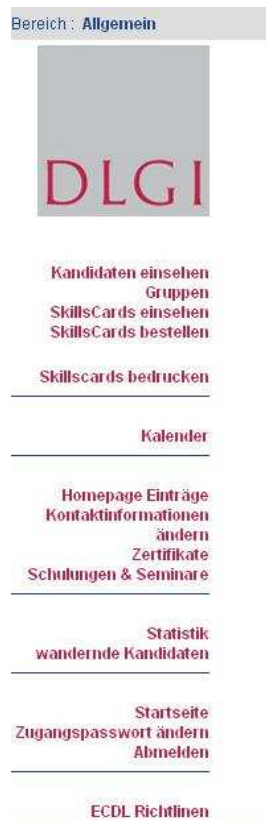 Bereich : Allgemein
DLGI
Kandidaten einsehen
Gruppen
SkillsCards einsehen
SkillsCards bestellen
Skillscards bedrucken
Kalender
Homepage Einträge
Kontaktinformationen
ändern
Zertifikate
Schulungen & Seminare
Statistik
wandernde Kandidaten
Startseite
Zugangspasswort ändern
Abmelden
ECDL Richtlinen